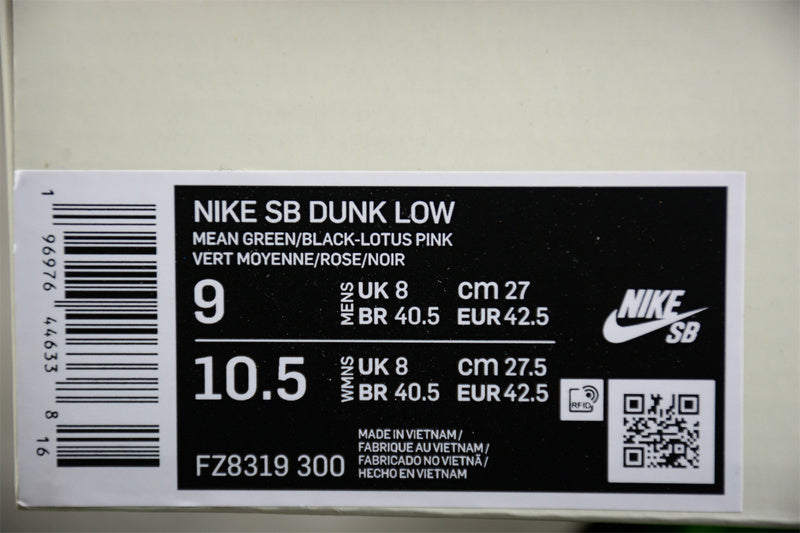 1 96976 44633 8 16
NIKE SB DUNK LOW
MEAN GREEN/BLACK-LOTUS PINK
VERT MOYENNE/ROSE/NOIR
9 MENS UK 8 cm 27
BR 40.5 EUR 42.5
10.5 WMNS UK 8 cm 27.5
BR 40.5 EUR 42.5
NIKE
SB
RFID
FZ8319 300
MADE IN VIETNAM /
FABRIQUE AU VIETNAM /
FABRICADO NO VIETNÃ /
HECHO EN VIETNAM